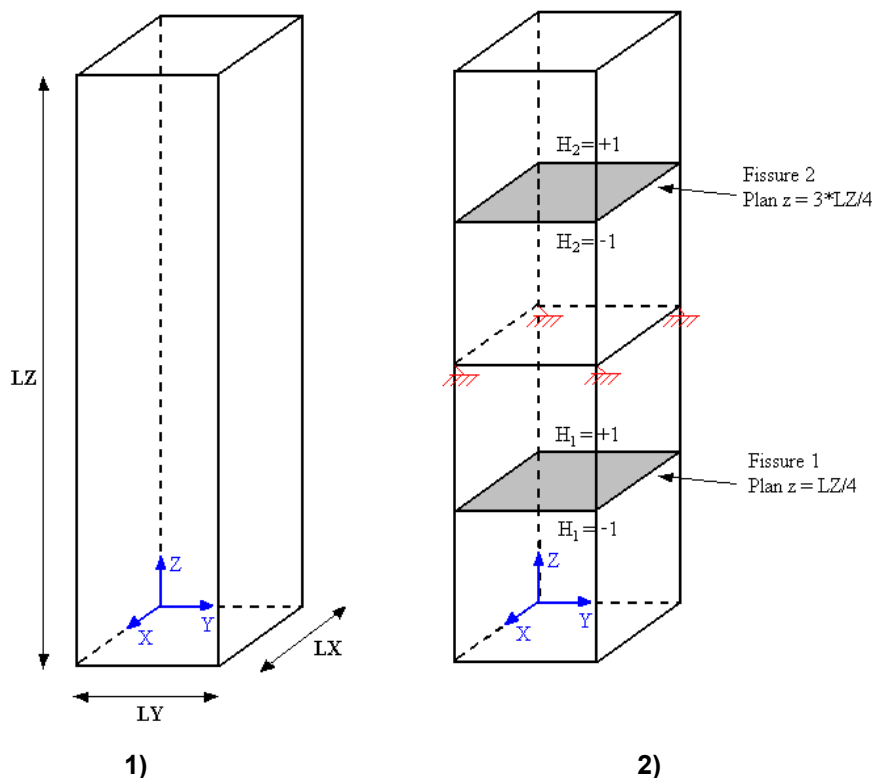 LZ
Z
X
Y
LX
LY
1)
H2 = +1
Fissure 2
Plan z = 3*LZ/4
H2 = -1
H1 = +1
Fissure 1
Plan z = LZ/4
H1 = -1
Z
X
Y
2)